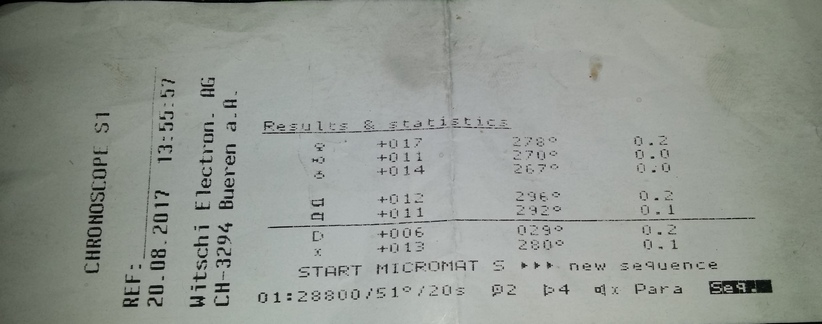 CHRONOSCOPE S1
REF:
20.08.2017 13:55:57
Witschi Electron. AG
CH-3294 Bueren a.A.
Results & statistics
+017 278° 0.2
+011 270° 0.0
+014 267° 0.0
+012 296° 0.2
+011 292° 0.1
D +006 029° 0.2
x +013 280° 0.1
START MICROMAT S ►►► new sequence
01:28800/51°/20s 2 4 x Para Seq.